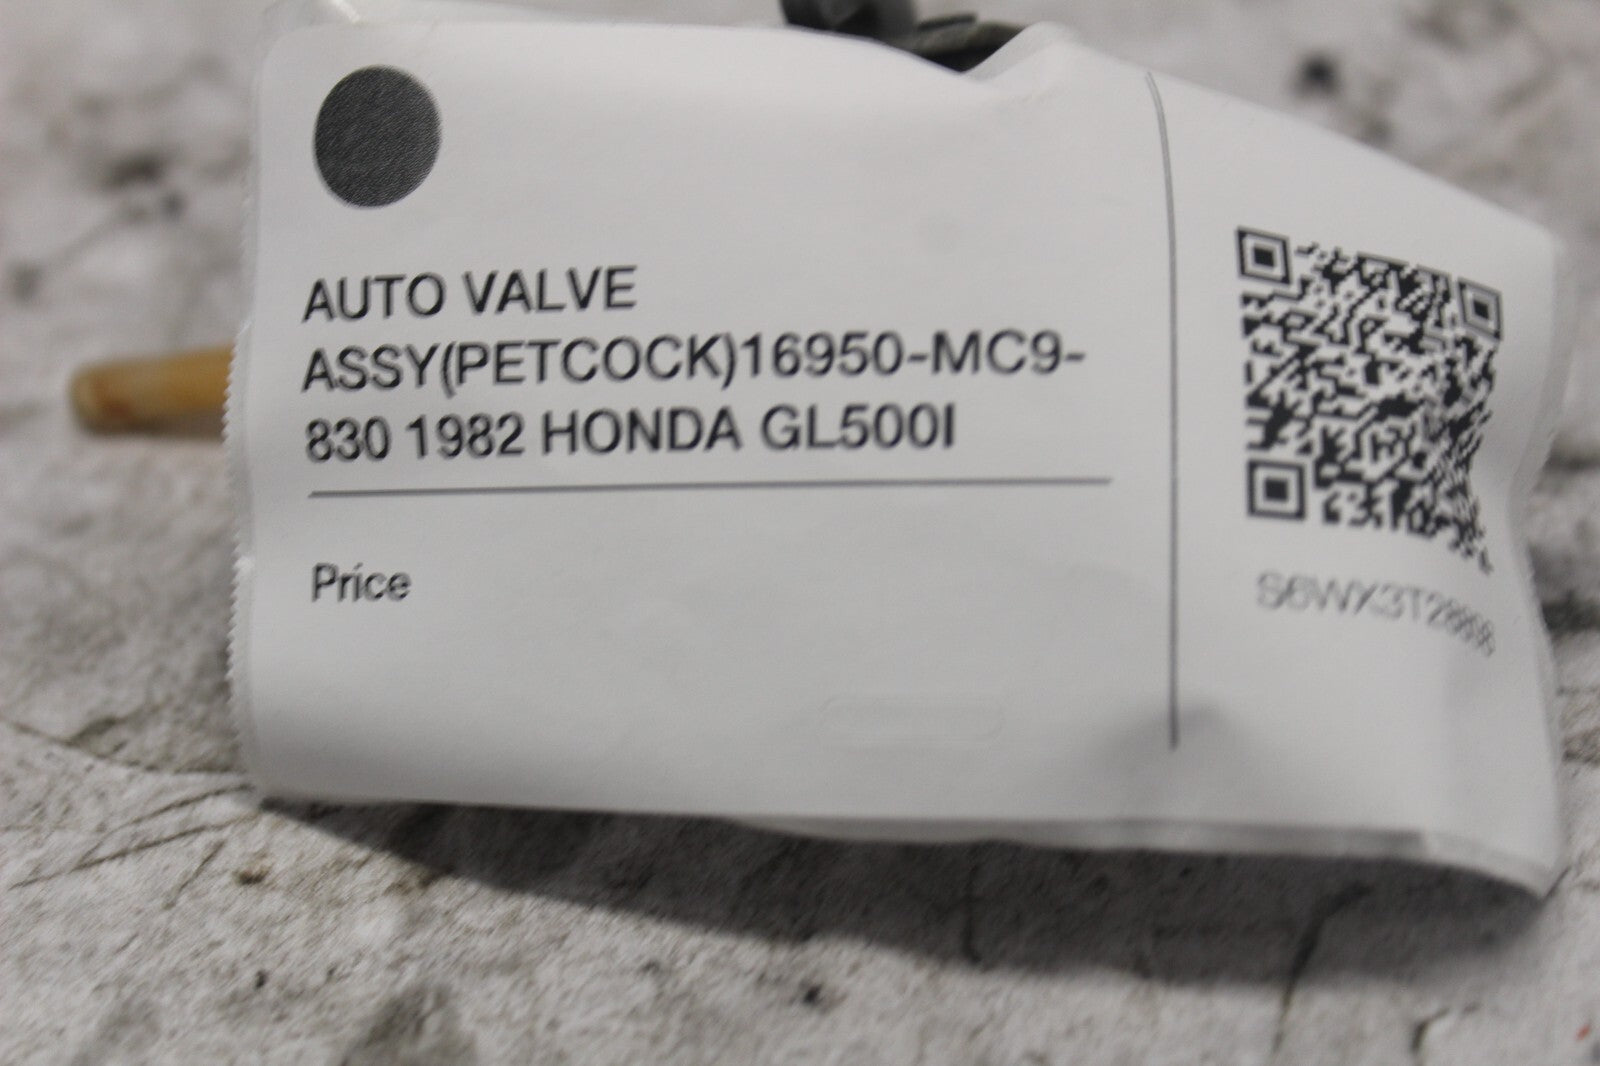 AUTO VALVE
ASSY(PETCOCK)16950-MC9-
830 1982 HONDA GL500I
Price